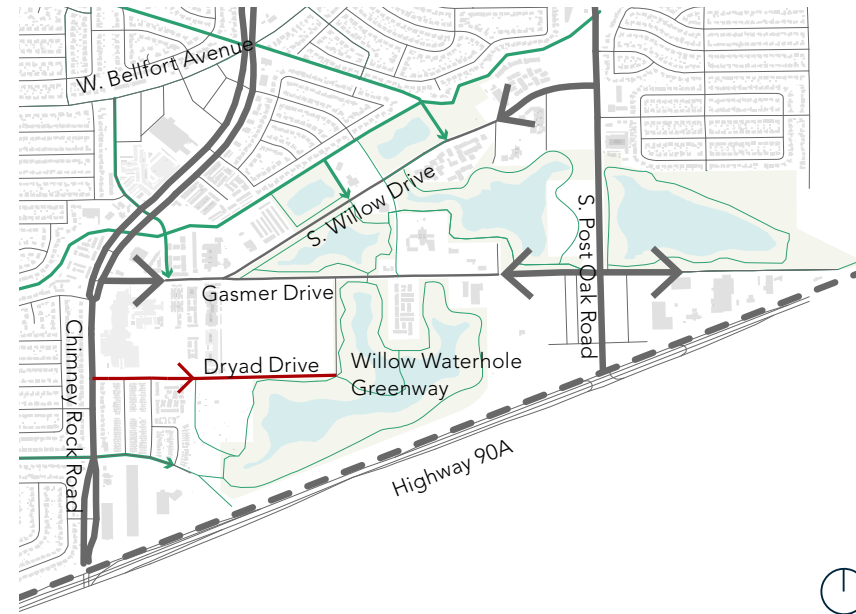 W. Bellfort Avenue
S. Willow Drive
S. Post Oak Road
Gasmer Drive
Chimney Rock Road
Dryad Drive
Willow Waterhole
Greenway
Highway 90A